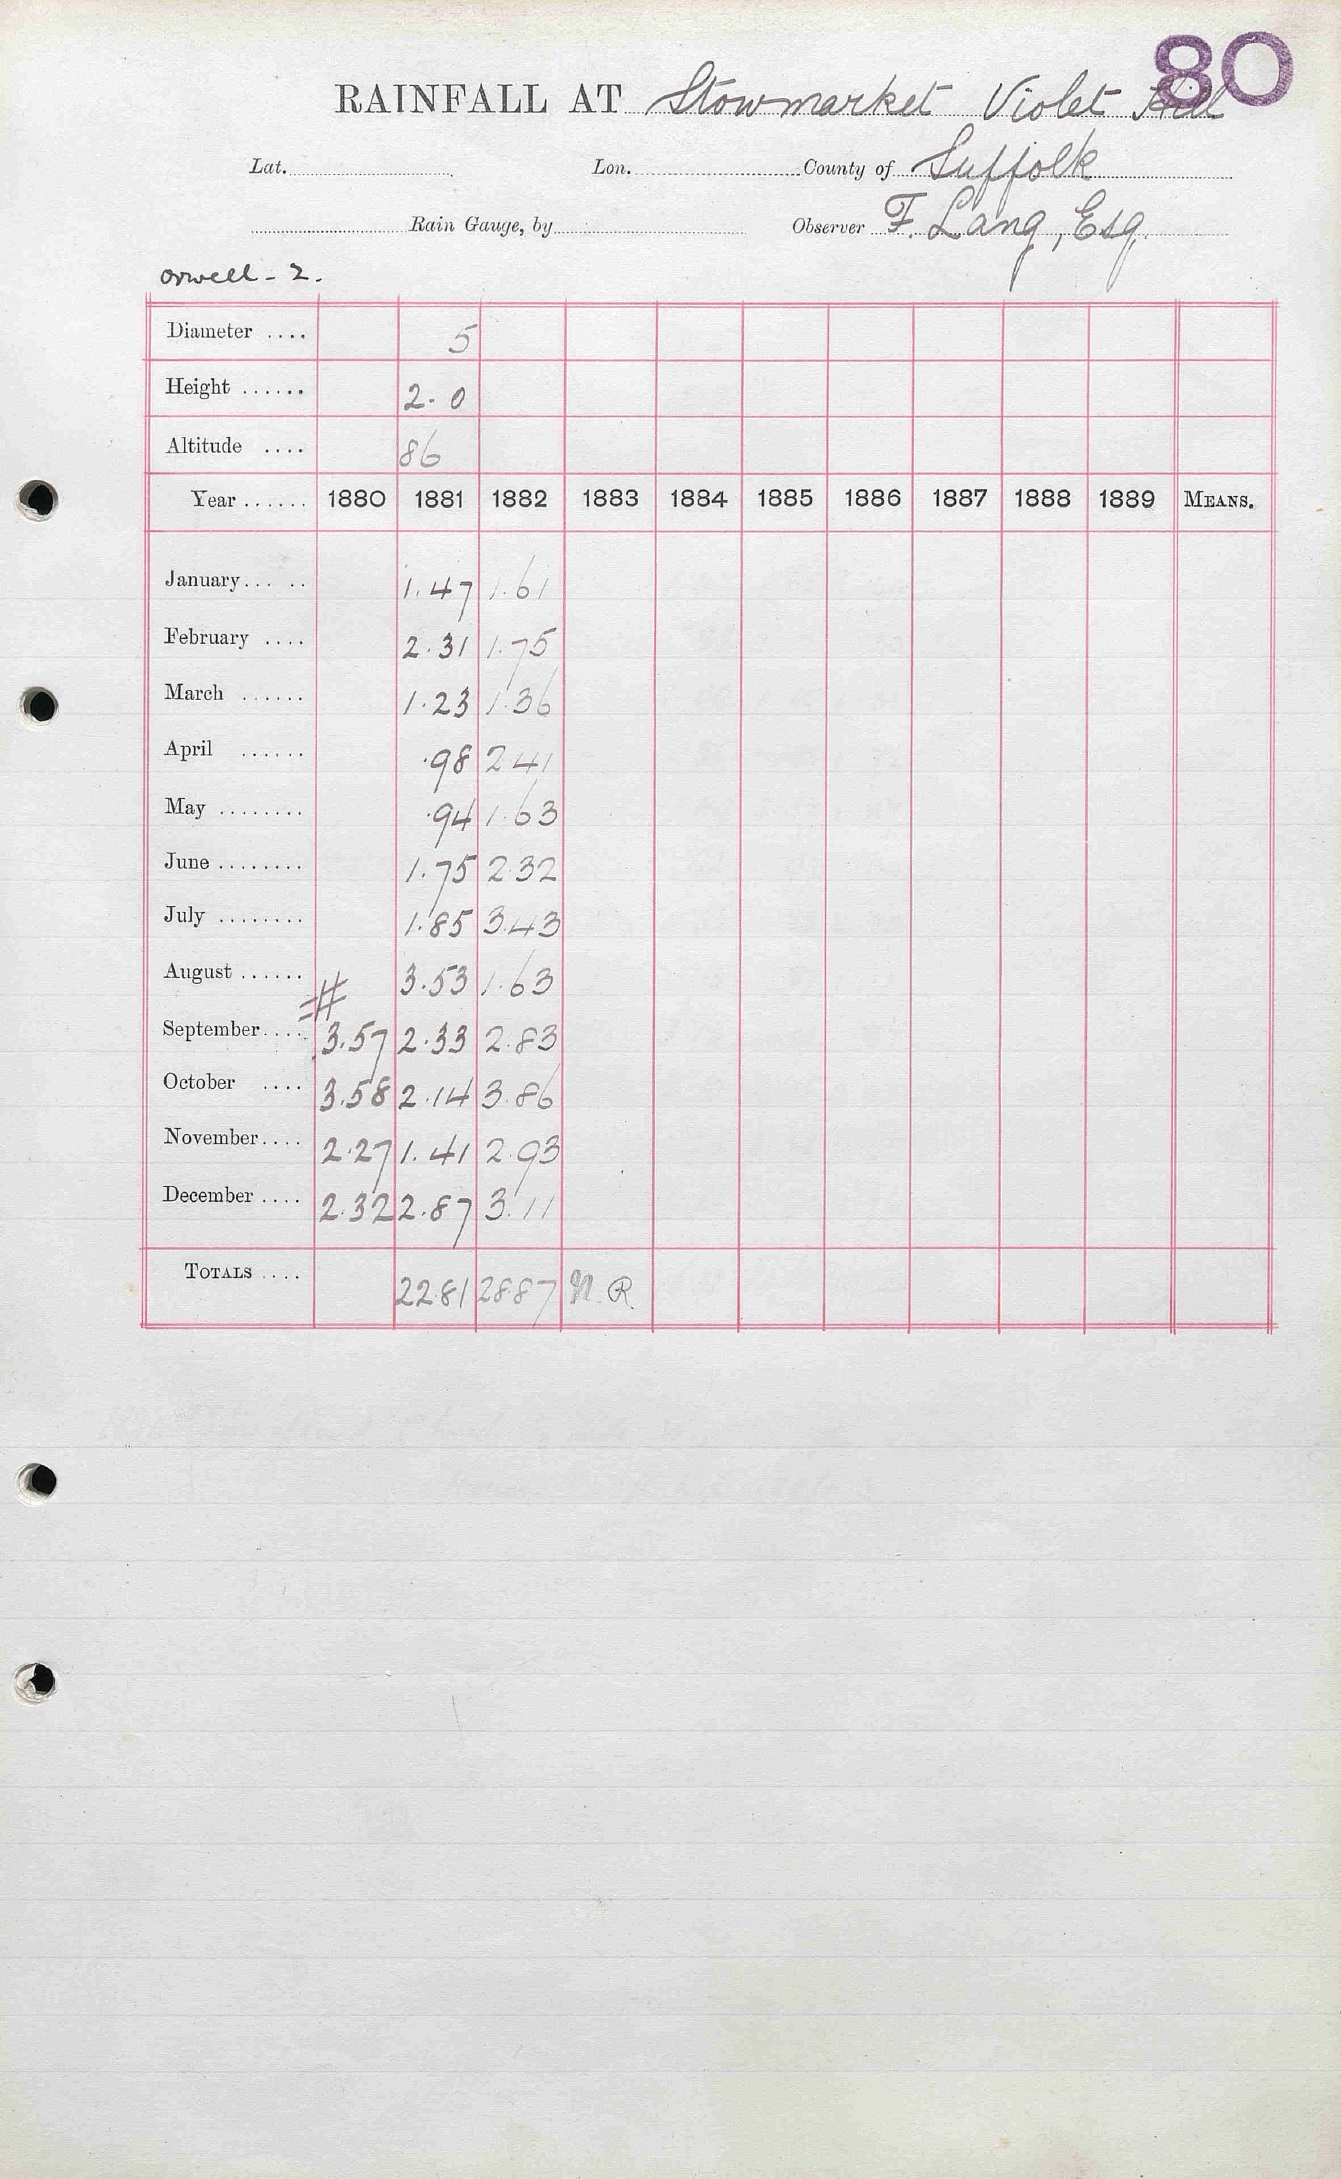 80
RAINFALL AT Stowmarket Violet Hill
Lat. Lon. County of Suffolk
Rain Gauge, by Observer F. Lang, Esq.
Orwell - 2.
Diameter .... 5
Height ...... 2. 0
Altitude .... 86
Year ...... 1880 1881 1882 1883 1884 1885 1886 1887 1888 1889 MEANS.
January... .. 1.47 1.61
February .... 2.31 1.75
March ...... 1.23 1.36
April ...... .98 2 41
May ........ .94 1.63
June ........ 1.75 2.32
July ........ 1.85 3.43
August ...... 3.53 1.63
#
September.... 3.57 2.33 2.83
October .... 3.58 2.14 3.86
November.... 2.27 1.41 2.93
December .... 2.32 2.87 3.11
TOTALS .... 22.81 28.87 N. R.